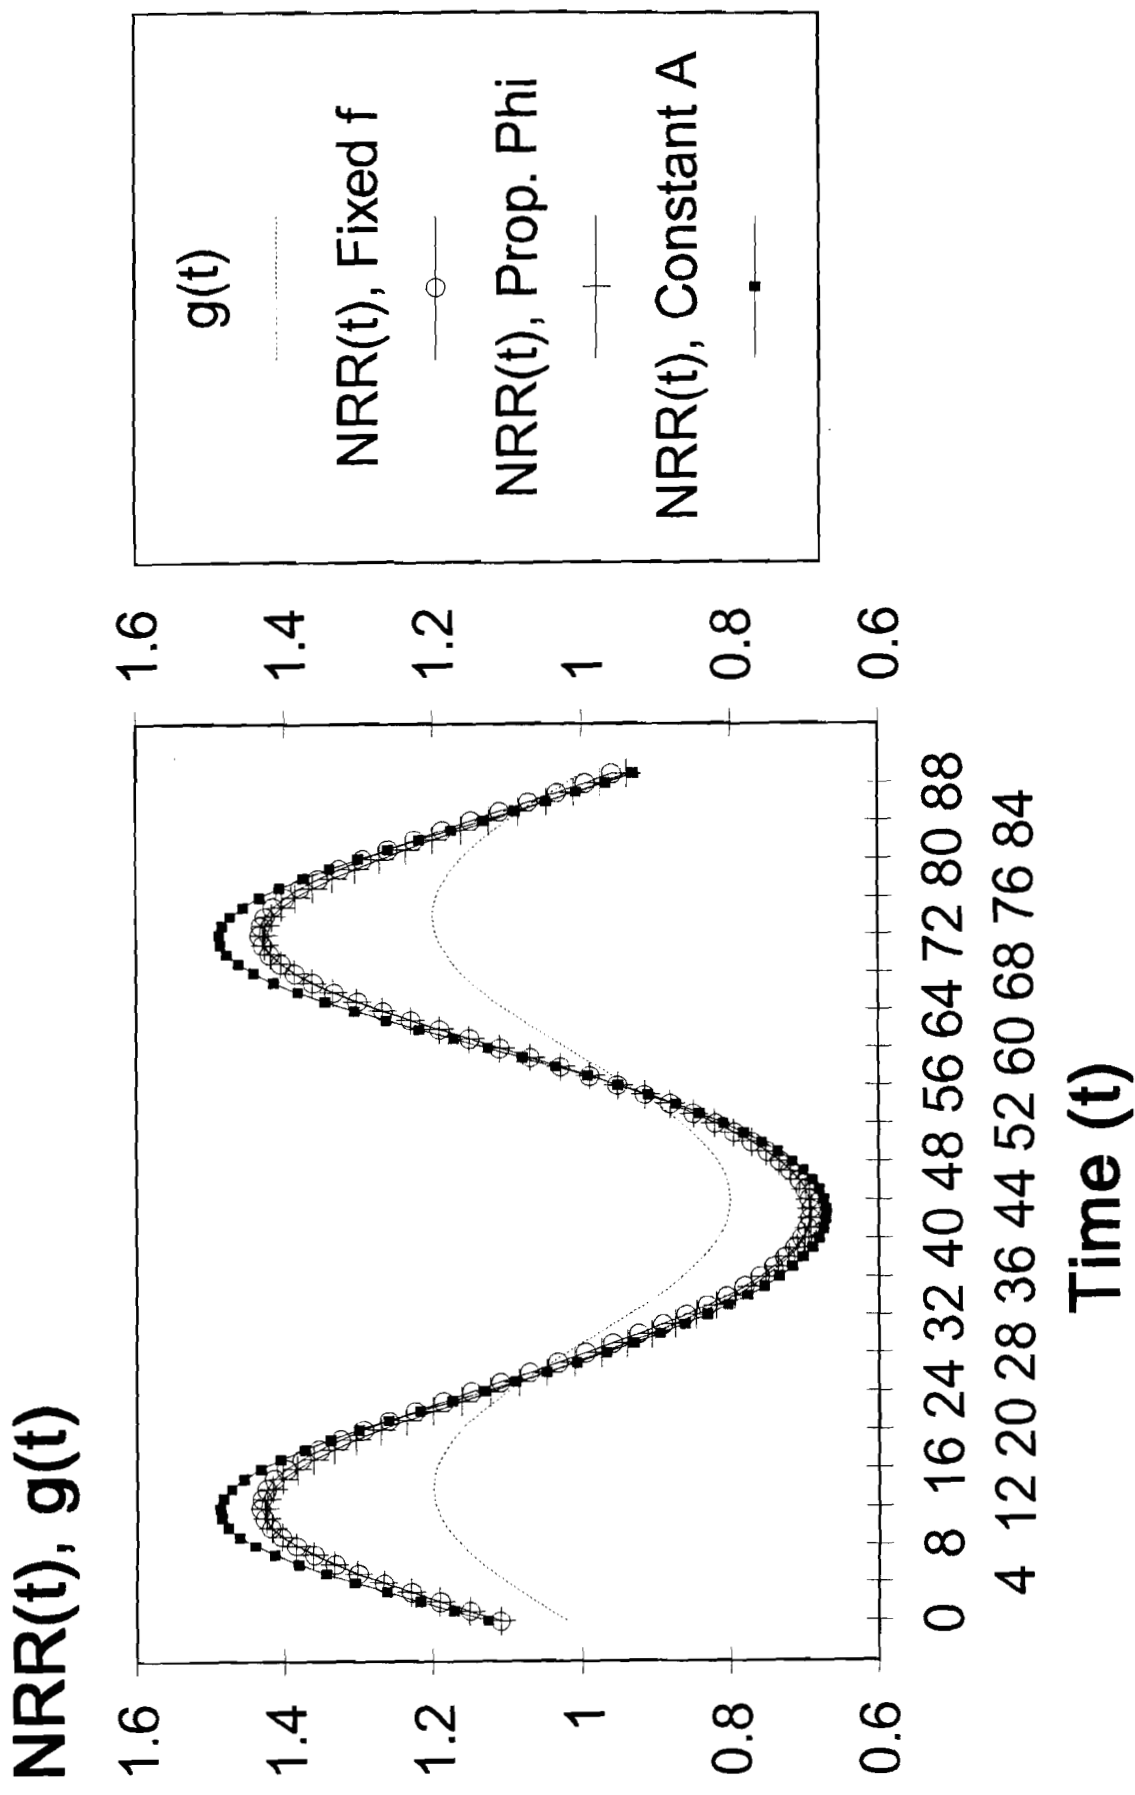 NRR(t), g(t)
1.6
1.4
1.2
1
0.8
0.6
1.6
1.4
1.2
1
0.8
0.6
0 8 16 24 32 40 48 56 64 72 80 88
4 12 20 28 36 44 52 60 68 76 84
Time (t)
g(t)
NRR(t), Fixed f
NRR(t), Prop. Phi
NRR(t), Constant A